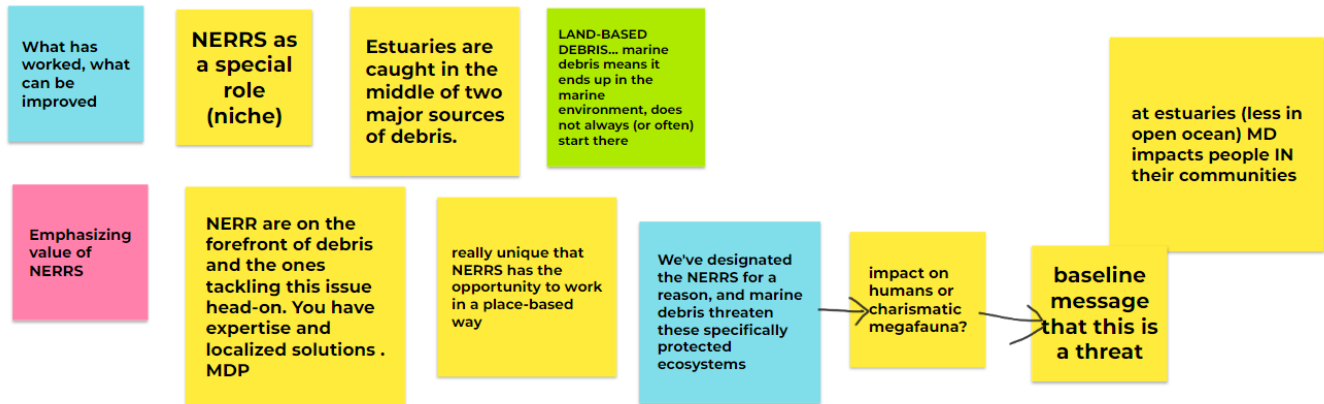 What has
worked, what
can be
improved
NERRS as
a special
role
(niche)
Estuaries are
caught in the
middle of two
major sources
of debris.
LAND-BASED
DEBRIS... marine
debris means it
ends up in the
marine
environment, does
not always (or often)
start there
at estuaries (less in
open ocean) MD
impacts people IN
their communities
Emphasizing
value of
NERRS
NERR are on the
forefront of debris
and the ones
tackling this issue
head-on. You have
expertise and
localized solutions .
MDP
really unique that
NERRS has the
opportunity to work
in a place-based
way
We've designated
the NERRS for a
reason, and marine
debris threaten
these specifically
protected
ecosystems
impact on
humans or
charismatic
megafauna?
baseline
message
that this is
a threat